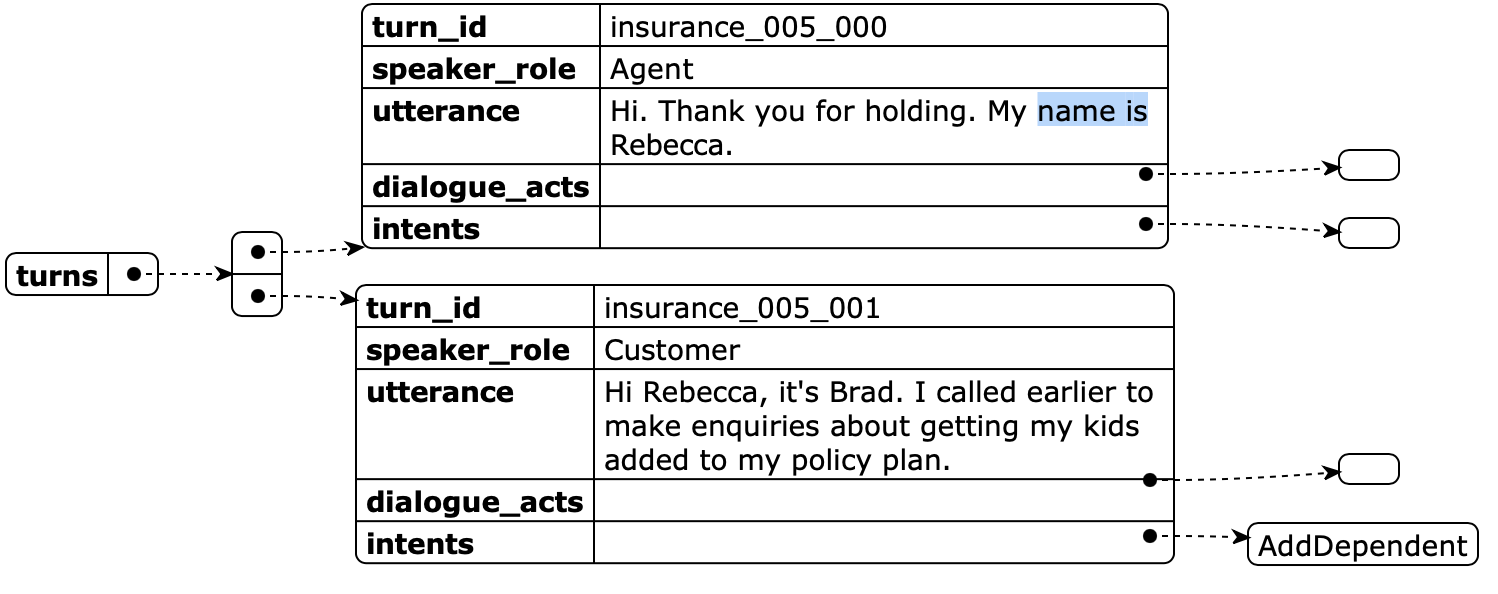 turns
turn_id insurance_005_000
speaker_role Agent
utterance Hi. Thank you for holding. My name is
Rebecca.
dialogue_acts
intents
turn_id insurance_005_001
speaker_role Customer
utterance Hi Rebecca, it's Brad. I called earlier to
make enquiries about getting my kids
added to my policy plan.
dialogue_acts
intents
AddDependent